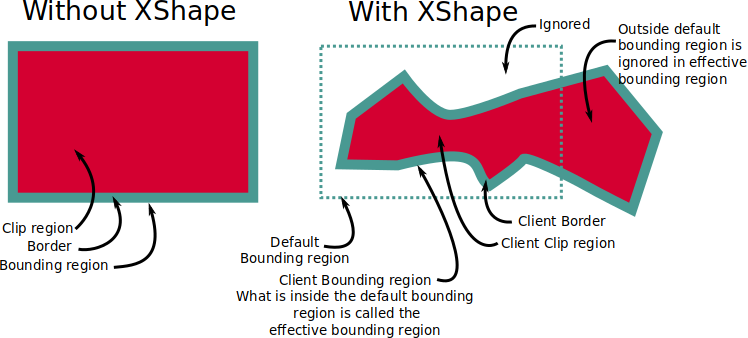 Without XShape
Clip region
Border
Bounding region
With XShape
Ignored
Outside default
bounding region is
ignored in effective
bounding region
Client Border
Client Clip region
Default
Bounding region
Client Bounding region
What is inside the default bounding
region is called the
effective bounding region